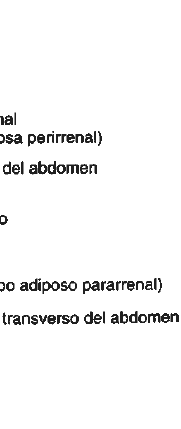 nal
osa perirrenal)
del abdomen
o
po adiposo pararrenal)
transverso del abdomen